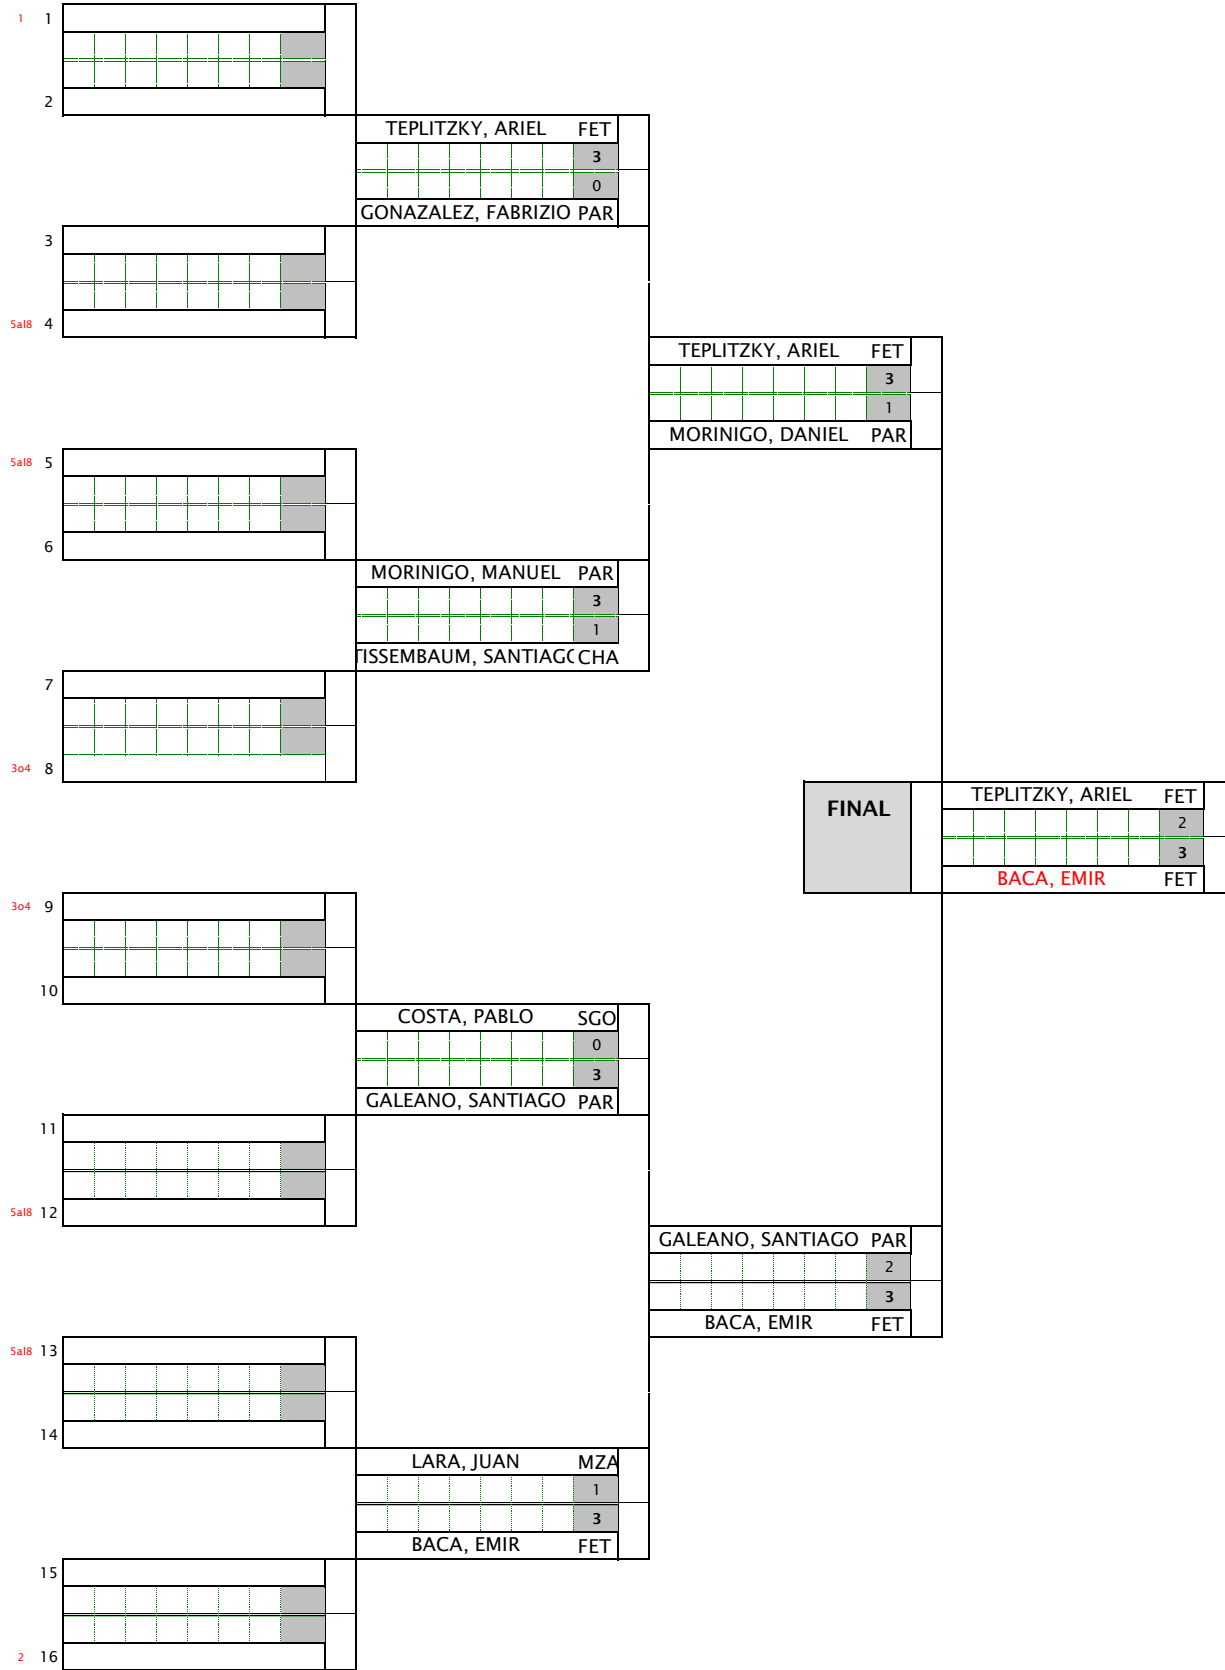 1 1
2
TEPLITZKY, ARIEL FET
3
0
GONAZALEZ, FABRIZIO PAR
3
5al8 4
TEPLITZKY, ARIEL FET
3
1
MORINIGO, DANIEL PAR
5al8 5
6
MORINIGO, MANUEL PAR
3
1
TISSEMBAUM, SANTIAGO CHA
7
3o4 8
FINAL
TEPLITZKY, ARIEL FET
2
3
BACA, EMIR FET
3o4 9
10
COSTA, PABLO SGO
0
3
GALEANO, SANTIAGO PAR
11
5al8 12
GALEANO, SANTIAGO PAR
2
3
BACA, EMIR FET
5al8 13
14
LARA, JUAN MZA
1
3
BACA, EMIR FET
15
2 16